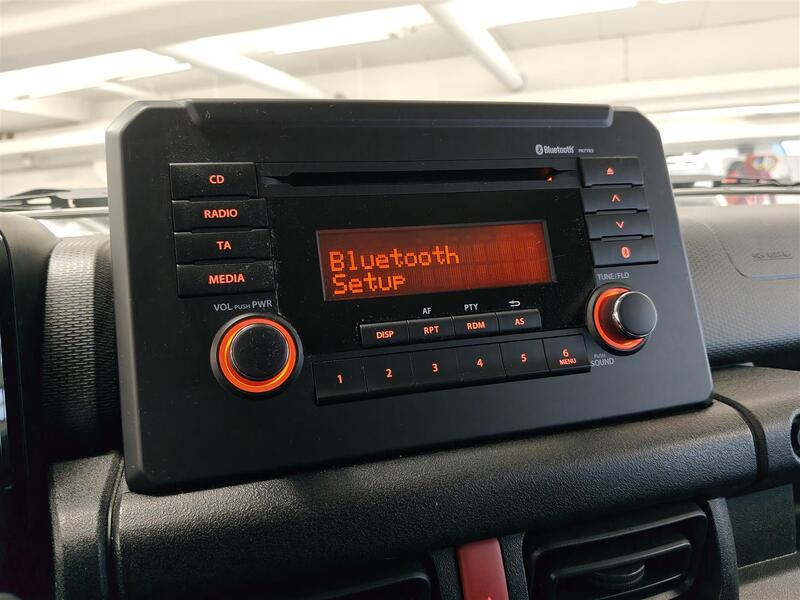 Bluetooth
CD
RADIO
TA
MEDIA
VOL PUSH PWR
Bluetooth
Setup
AF
PTY
DISP
RPT
RDM
AS
1
2
3
4
5
6
MENU
TUNE/FLD
PUSH
SOUND